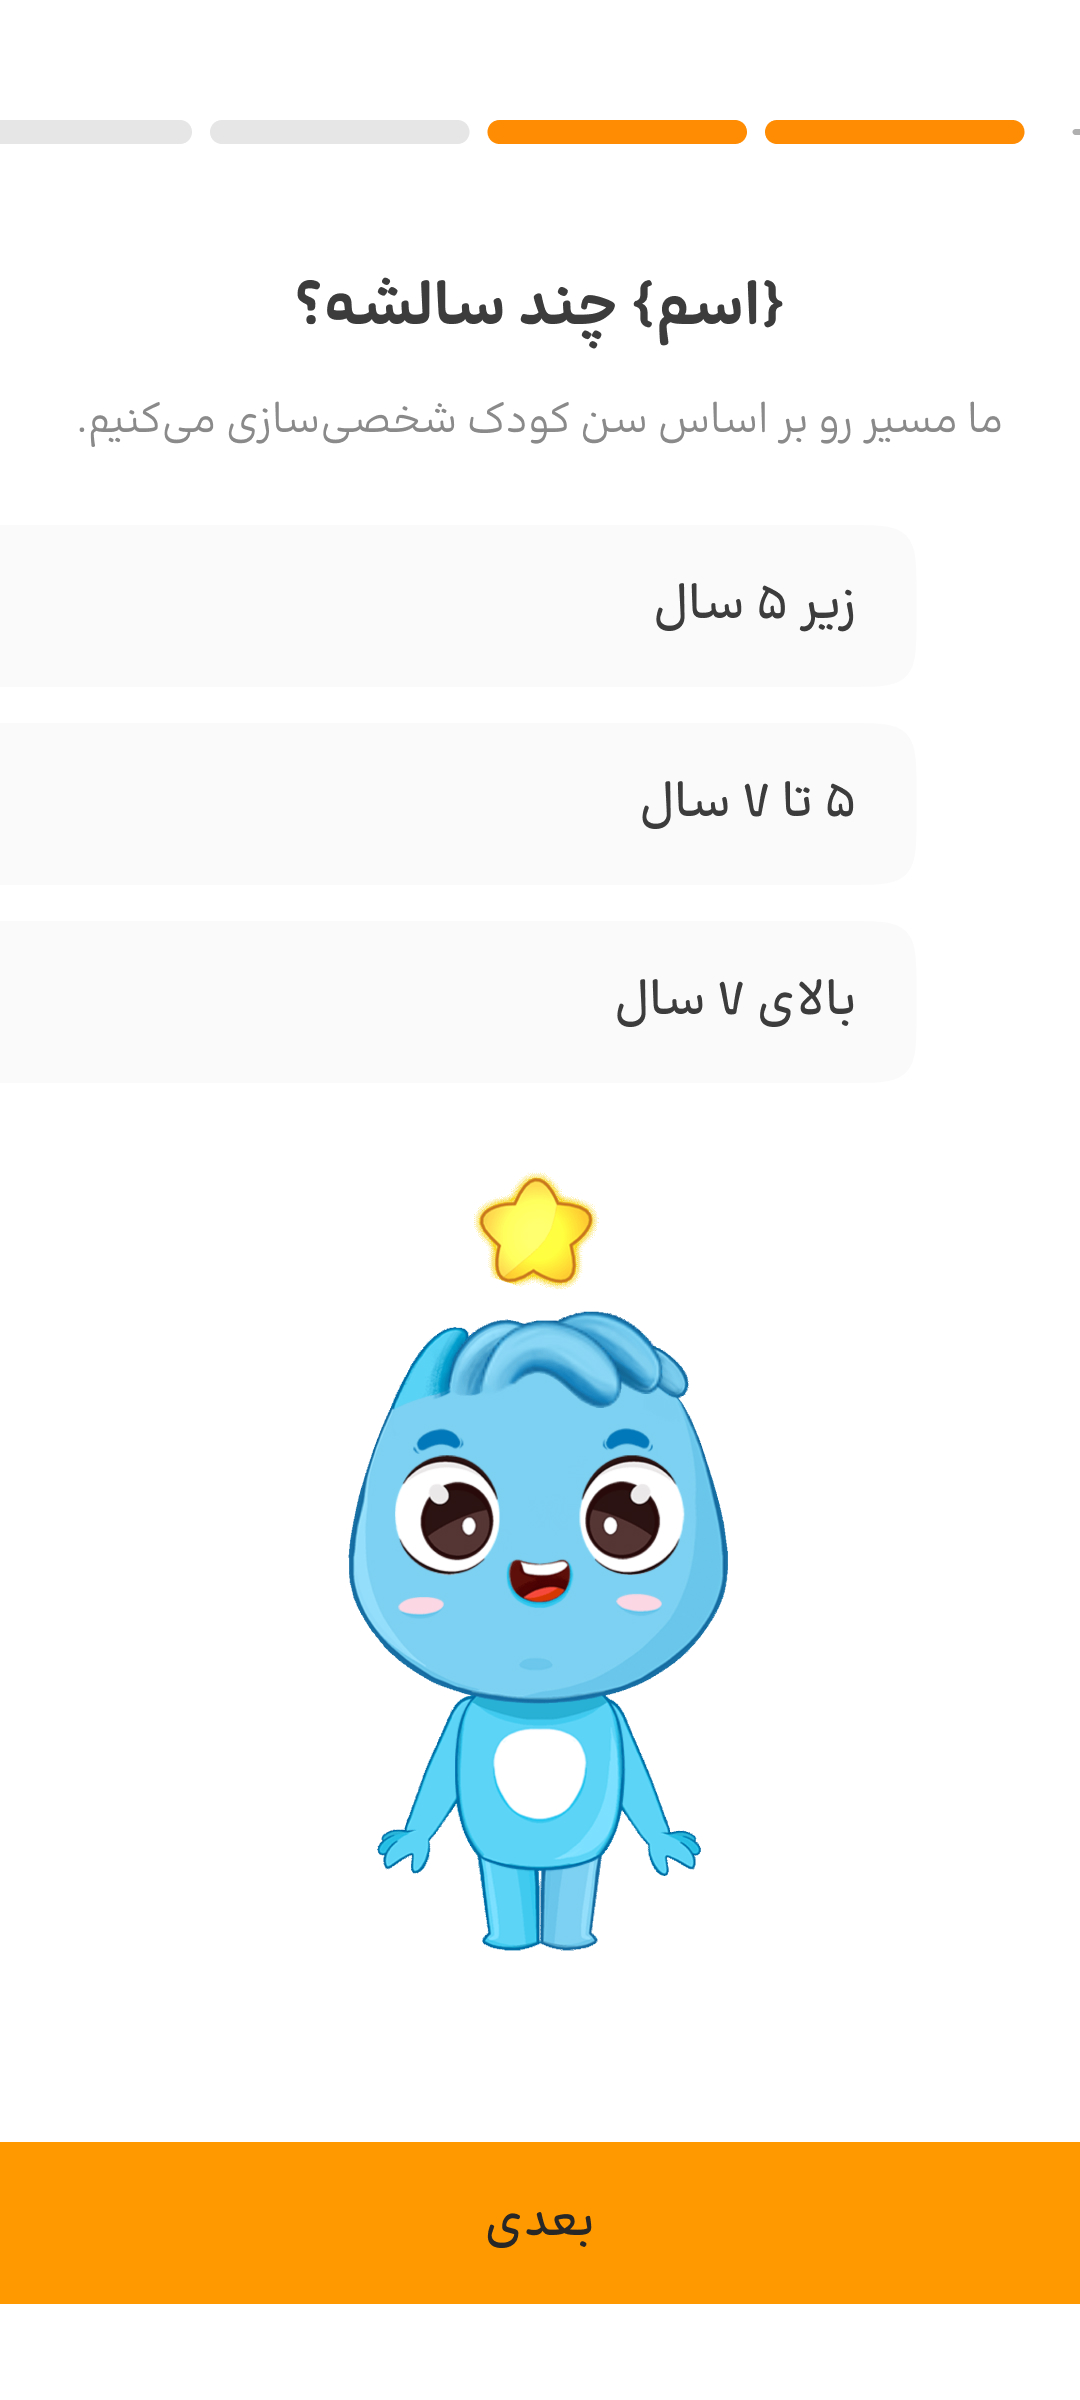 {اسم} چند سالشه؟
ما مسیر رو بر اساس سن کودک شخصی‌سازی می‌کنیم.
زیر ۵ سال
۵ تا ۷ سال
بالای ۷ سال
بعدی